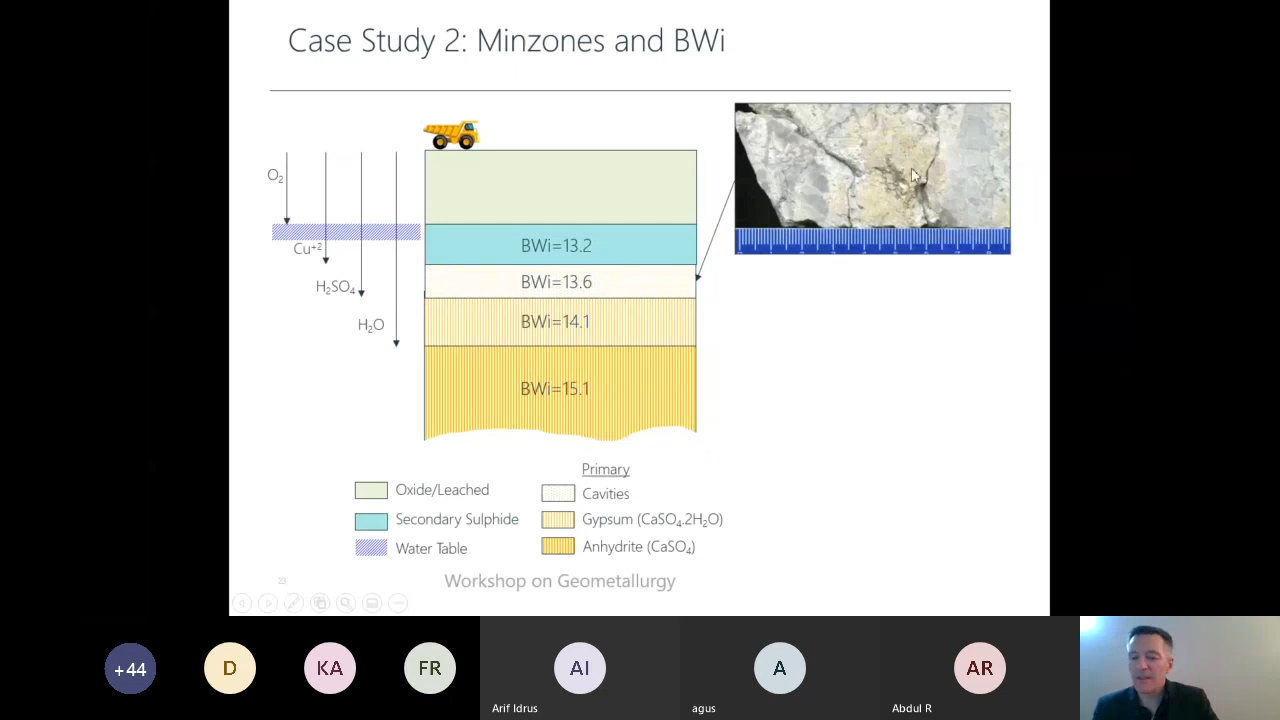 Case Study 2: Minzones and BWi
O₂
Cu⁺²
H₂SO₄
H₂O
BWi=13.2
BWi=13.6
BWi=14.1
BWi=15.1
Primary
Oxide/Leached
Cavities
Secondary Sulphide
Gypsum (CaSO₄.2H₂O)
Water Table
Anhydrite (CaSO₄)
23
Workshop on Geometallurgy
+44
D
KA
FR
AI
A
AR
Arif Idrus
agus
Abdul R